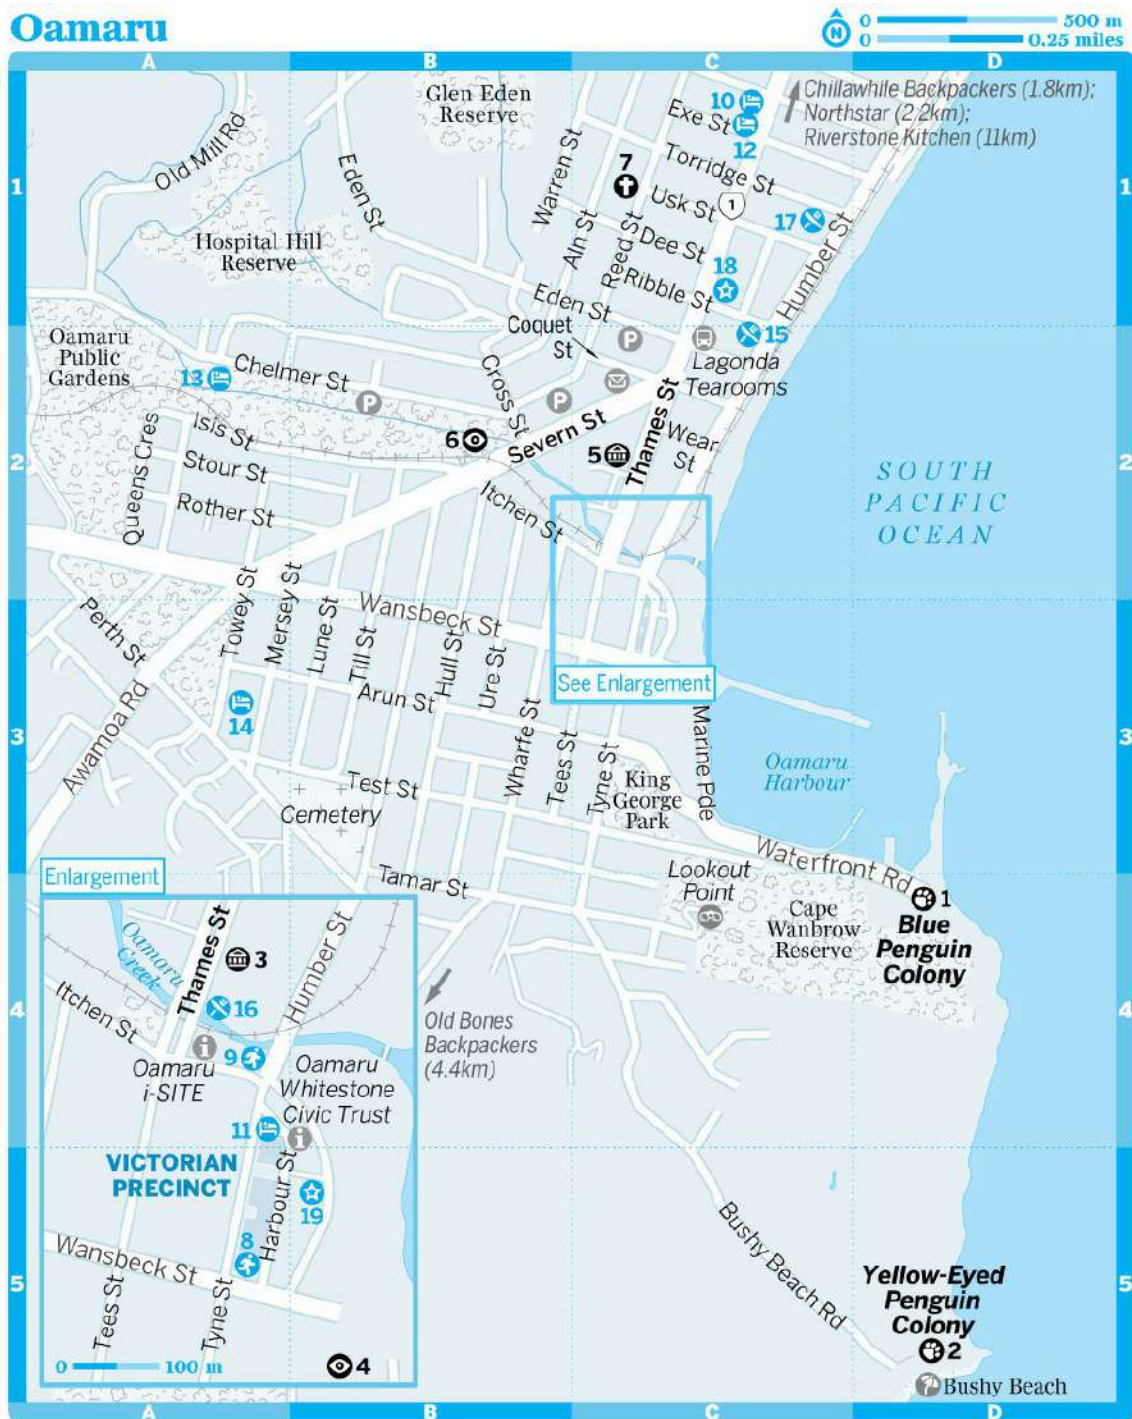 Oamaru
N
0 500 m
0 0.25 miles
A B C D
Glen Eden
Reserve
10
Exe St
12
Chillawhile Backpackers (1.8km);
Northstar (2.2km);
Riverstone Kitchen (11km)
Old Mill Rd
Eden St
Warren St
7
Torridge St
1
1
Usk St
1
17
Hospital Hill
Reserve
Aln St
Reed St
Dee St
18
Humber St
Ribble St
Eden St
Coquet
St
P
15
Oamaru
Public
Gardens
13
Chelmer St
P
Cross St
P
Lagonda
Tearooms
Queens Cres
Isis St
6
Severn St
5
Thames St
Wear
St
2
2
Stour St
Rother St
Itchen St
SOUTH
PACIFIC
OCEAN
Perth St
Towey St
Mersey St
Lune St
Till St
Wansbeck St
Hull St
Ure St
See Enlargement
Arun St
14
Awamoa Rd
Wharfe St
Tees St
Tyne St
Marine Pde
3
3
Oamaru
Harbour
King
George
Park
Test St
Cemetery
Waterfront Rd
Enlargement
Tamar St
Lookout
Point
Cape
Wanbrow
Reserve
1
Blue
Penguin
Colony
Oamaru
Creek
Thames St
3
Humber St
Itchen St
16
4
4
Old Bones
Backpackers
(4.4km)
i
9
Oamaru
i-SITE
Oamaru
Whitestone
Civic Trust
11
i
VICTORIAN
PRECINCT
Harbour St
19
8
Wansbeck St
Tees St
Tyne St
5
5
Bushy Beach Rd
Yellow-Eyed
Penguin
Colony
2
0 100 m
4
Bushy Beach
A B C D